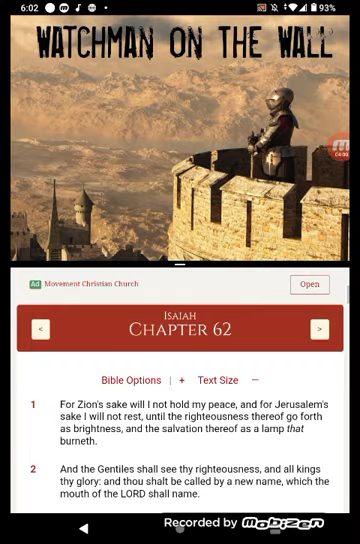 6:02
93%
WATCHMAN ON THE WALL
04:59
Ad Movement Christian Church
Open
Isaiah
Chapter 62
<
>
Bible Options | + Text Size —
1 For Zion's sake will I not hold my peace, and for Jerusalem's
sake I will not rest, until the righteousness thereof go forth
as brightness, and the salvation thereof as a lamp that
burneth.
2 And the Gentiles shall see thy righteousness, and all kings
thy glory: and thou shalt be called by a new name, which the
mouth of the LORD shall name.
Recorded by mobizen